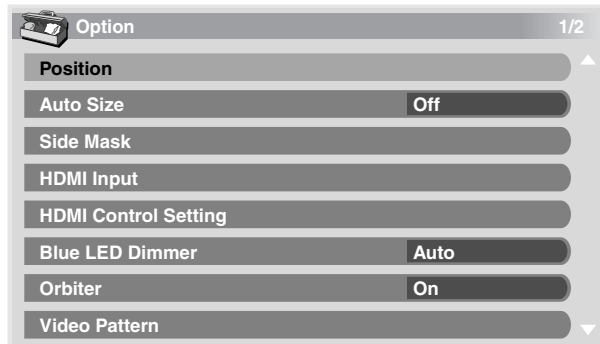 Option 1/2
Position
Auto Size Off
Side Mask
HDMI Input
HDMI Control Setting
Blue LED Dimmer Auto
Orbiter On
Video Pattern